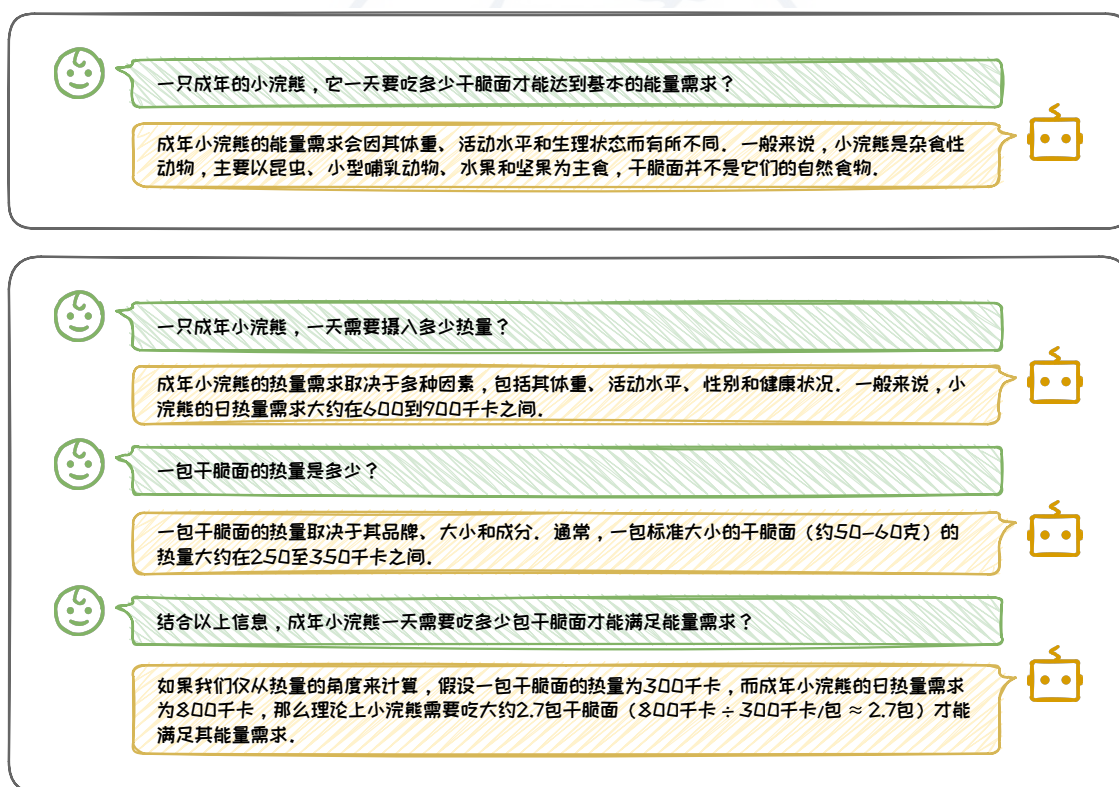 一只成年的小浣熊，它一天要吃多少干脆面才能达到基本的能量需求？
成年小浣熊的能量需求会因其体重、活动水平和生理状态而有所不同．一般来说，小浣熊是杂食性
动物，主要以昆虫、小型哺乳动物、水果和坚果为主食，干脆面并不是它们的自然食物．
一只成年小浣熊，一天需要摄入多少热量？
成年小浣熊的热量需求取决于多种因素，包括其体重、活动水平、性别和健康状况．一般来说，小
浣熊的日热量需求大约在600到900千卡之间．
一包干脆面的热量是多少？
一包干脆面的热量取决于其品牌、大小和成分．通常，一包标准大小的干脆面（约50-60克）的
热量大约在250至350千卡之间．
结合以上信息，成年小浣熊一天需要吃多少包干脆面才能满足能量需求？
如果我们仅从热量的角度来计算，假设一包干脆面的热量为300千卡，而成年小浣熊的日热量需求
为800千卡，那么理论上小浣熊需要吃大约2.7包干脆面（800千卡 ÷ 300千卡/包 ≈ 2.7包）才能
满足其能量需求．